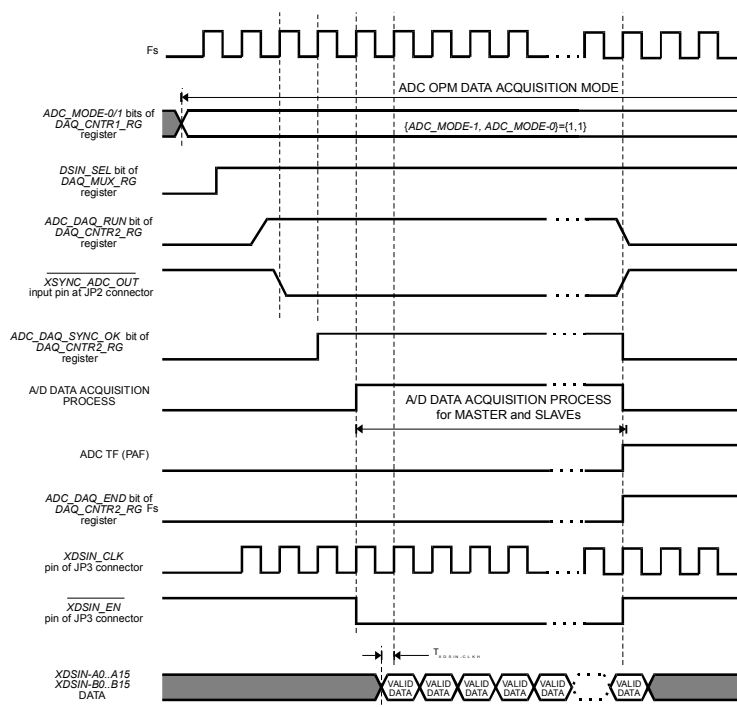 Fs
ADC OPM DATA ACQUISITION MODE
ADC_MODE-0/1 bits of
DAQ_CNTR1_RG
register
{ADC_MODE-1, ADC_MODE-0}={1,1}
DSIN_SEL bit of
DAQ_MUX_RG
register
ADC_DAQ_RUN bit of
DAQ_CNTR2_RG
register
XSYNC_ADC_OUT
input pin at JP2 connector
ADC_DAQ_SYNC_OK bit of
DAQ_CNTR2_RG
register
A/D DATA ACQUISITION
PROCESS
A/D DATA ACQUISITION PROCESS
for MASTER and SLAVEs
ADC TF (PAF)
ADC_DAQ_END bit of
DAQ_CNTR2_RG Fs
register
XDSIN_CLK
pin of JP3 connector
XDSIN_EN
pin of JP3 connector
TXDSIN-CLKH
XDSIN-A0..A15
XDSIN-B0..B15
DATA
VALID DATA
VALID DATA
VALID DATA
VALID DATA
VALID DATA
VALID DATA